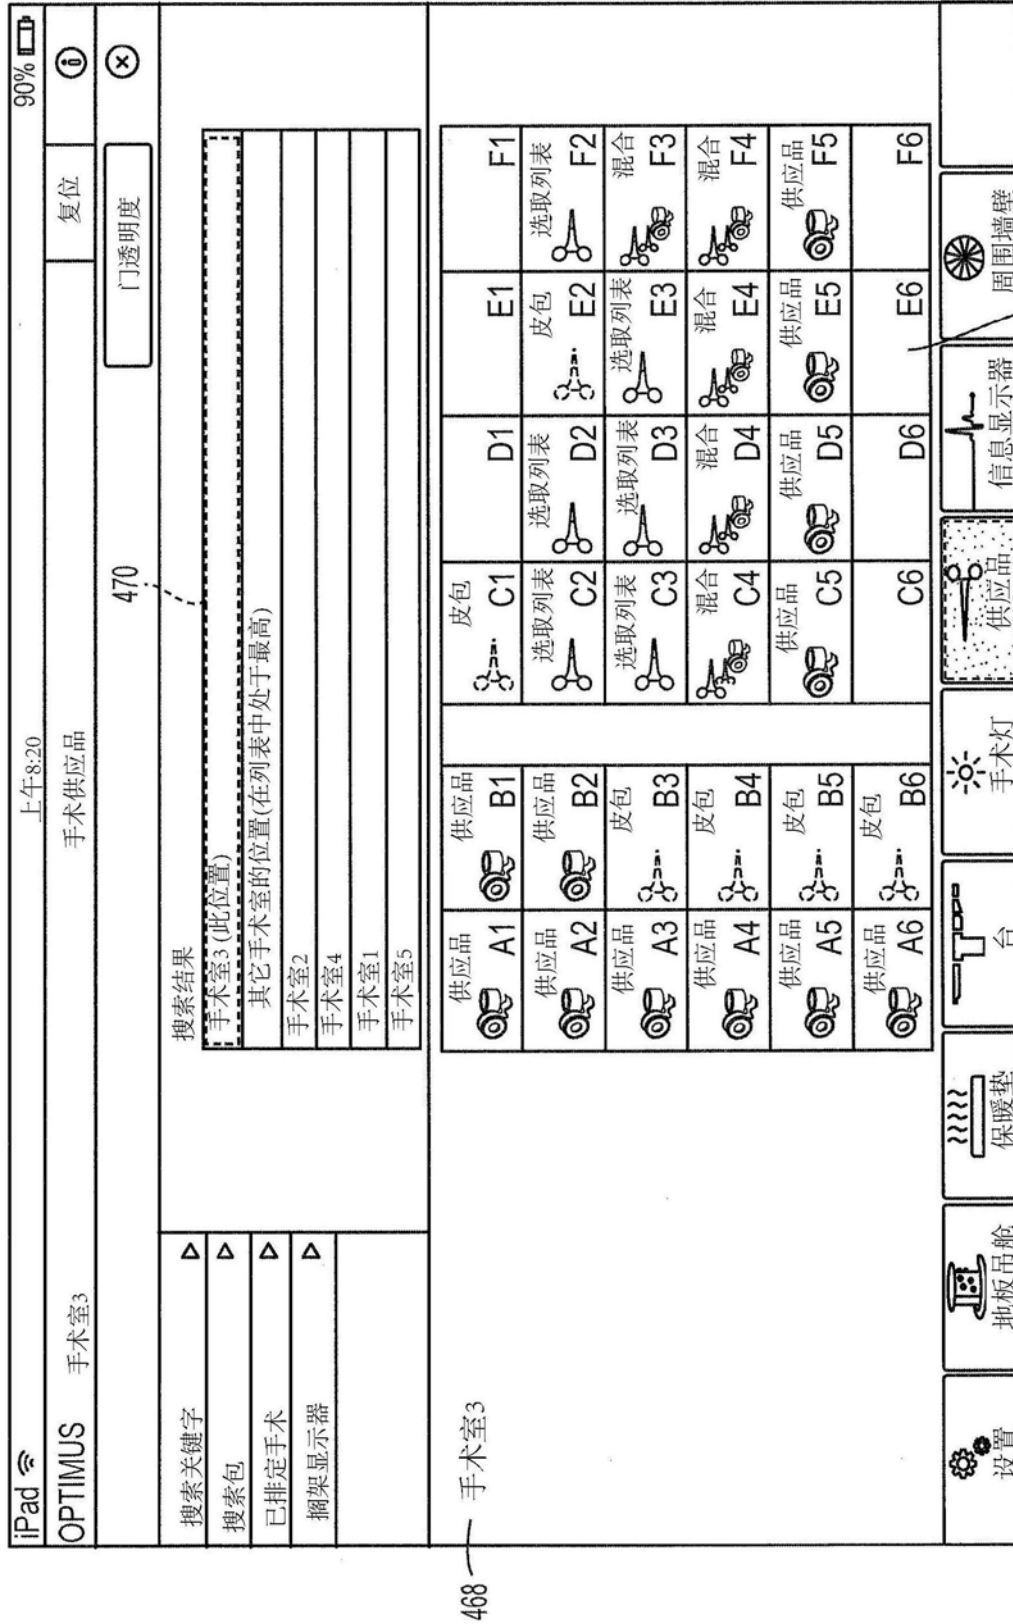 iPad 上午8:20 90%
OPTIMUS 手术室3 手术供应品 复位
门透明度
搜索关键字
搜索包
已排定手术
搁架显示器
搜索结果
手术室3 (此位置)
其它手术室的位置(在列表中处于最高)
手术室2
手术室4
手术室1
手术室5
470
468
手术室3
供应品 A1 供应品 B1 皮包 C1 D1 E1 F1
供应品 A2 供应品 B2 选取列表 C2 选取列表 D2 皮包 E2 选取列表 F2
供应品 A3 皮包 B3 选取列表 C3 选取列表 D3 选取列表 E3 混合 F3
供应品 A4 皮包 B4 混合 C4 混合 D4 混合 E4 混合 F4
供应品 A5 皮包 B5 供应品 C5 供应品 D5 供应品 E5 供应品 F5
供应品 A6 皮包 B6 C6 D6 E6 F6
设置 地板吊舱 保暖垫 台 手术灯 供应品 信息显示器 周围墙壁